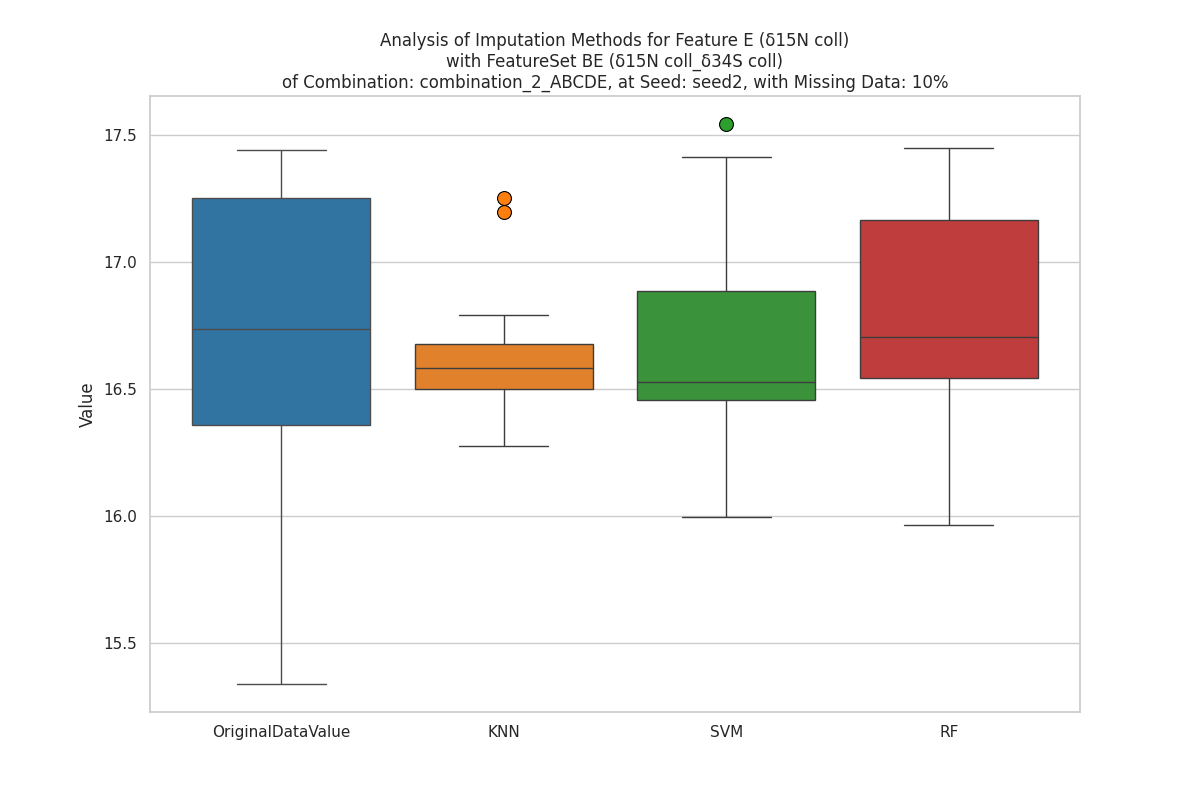 Analysis of Imputation Methods for Feature E (δ15N coll)
with FeatureSet BE (δ15N coll_δ34S coll)
of Combination: combination_2_ABCDE, at Seed: seed2, with Missing Data: 10%
17.5
17.0
16.5
16.0
15.5
Value
OriginalDataValue
KNN
SVM
RF